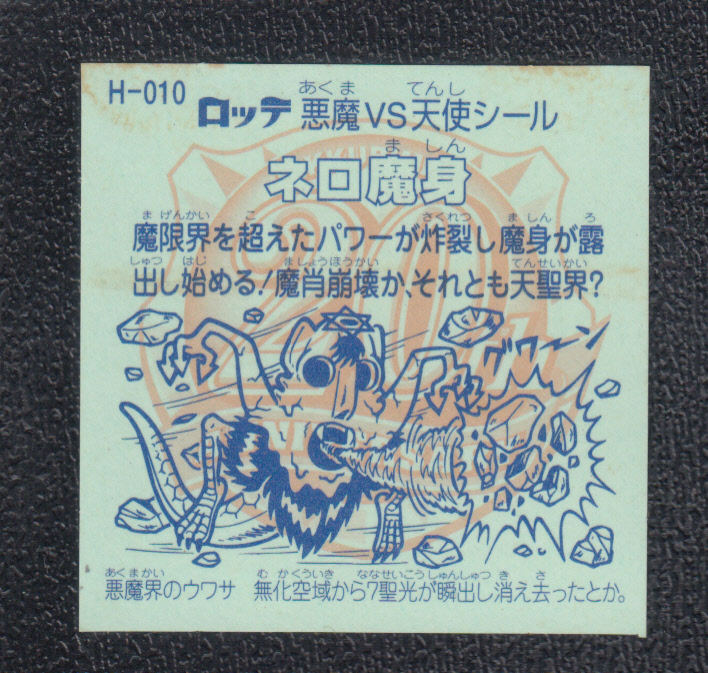 H-010
ロッテ 悪魔VS天使シール
あくま てんし
ネロ魔身
ま しん
魔限界を超えたパワーが炸裂し魔身が露
まげんかい こ さくれつ ま しん ろ
出し始める!魔肖崩壊か、それとも天聖界?
しゅつ はじ ましょうほうかい てんせいかい
グワーン
20th
悪魔界のウワサ 無化空域から7聖光が瞬出し消え去ったとか。
あくまかい むかくういき ななせいこうしゅんしゅつ き さ